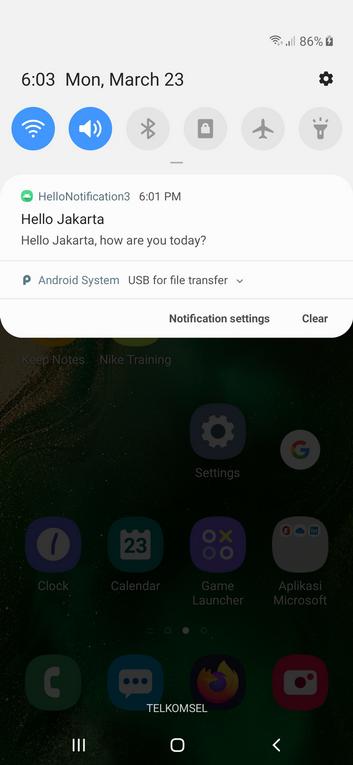 86%
6:03 Mon, March 23
HelloNotification3 6:01 PM
Hello Jakarta
Hello Jakarta, how are you today?
Android System USB for file transfer
Notification settings Clear
Keep Notes Nike Training
G
Settings
23
Clock Calendar Game Launcher Aplikasi Microsoft
TELKOMSEL